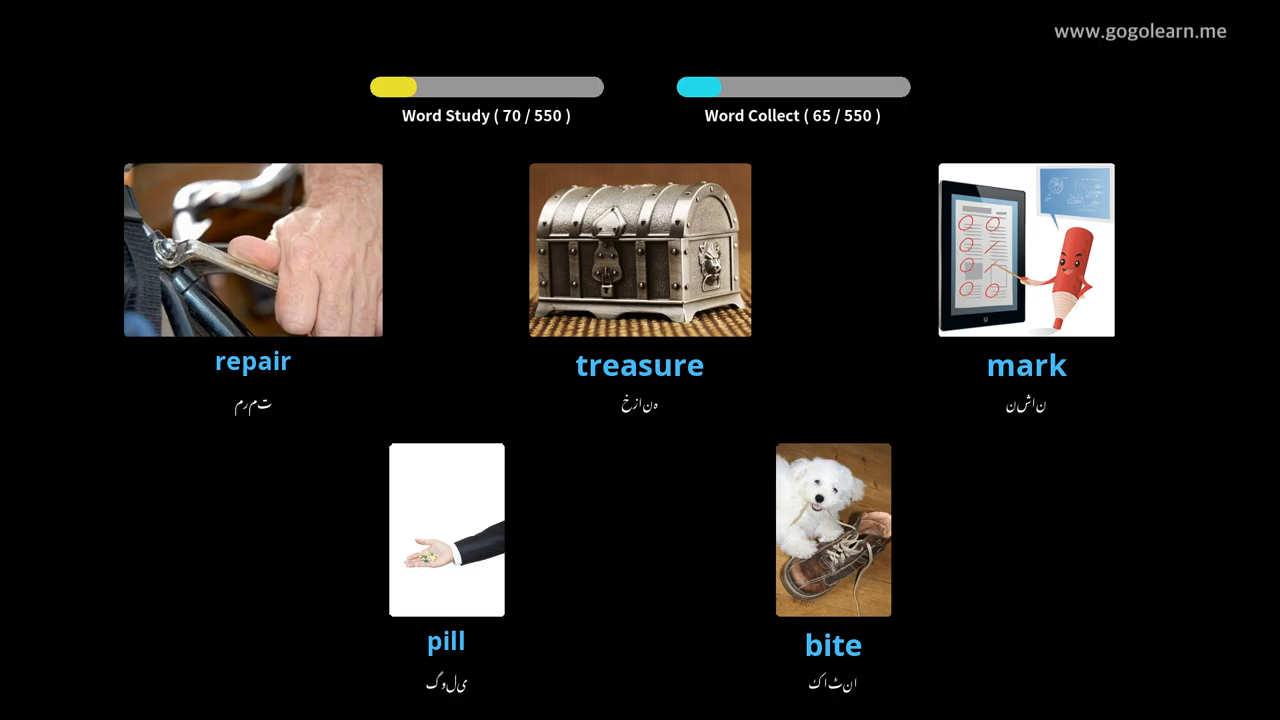 www.gogolearn.me
Word Study ( 70 / 550 )
Word Collect ( 65 / 550 )
repair
treasure
mark
مرمت
خزانہ
نشان
pill
bite
گولی
کاٹنا